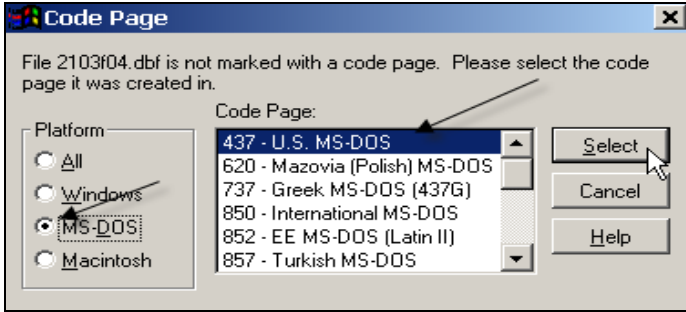 Code Page
File 2103f04.dbf is not marked with a code page. Please select the code
page it was created in.
Platform
All
Windows
MS-DOS
Macintosh
Code Page:
437 - U.S. MS-DOS
620 - Mazovia (Polish) MS-DOS
737 - Greek MS-DOS (437G)
850 - International MS-DOS
852 - EE MS-DOS (Latin II)
857 - Turkish MS-DOS
Select
Cancel
Help